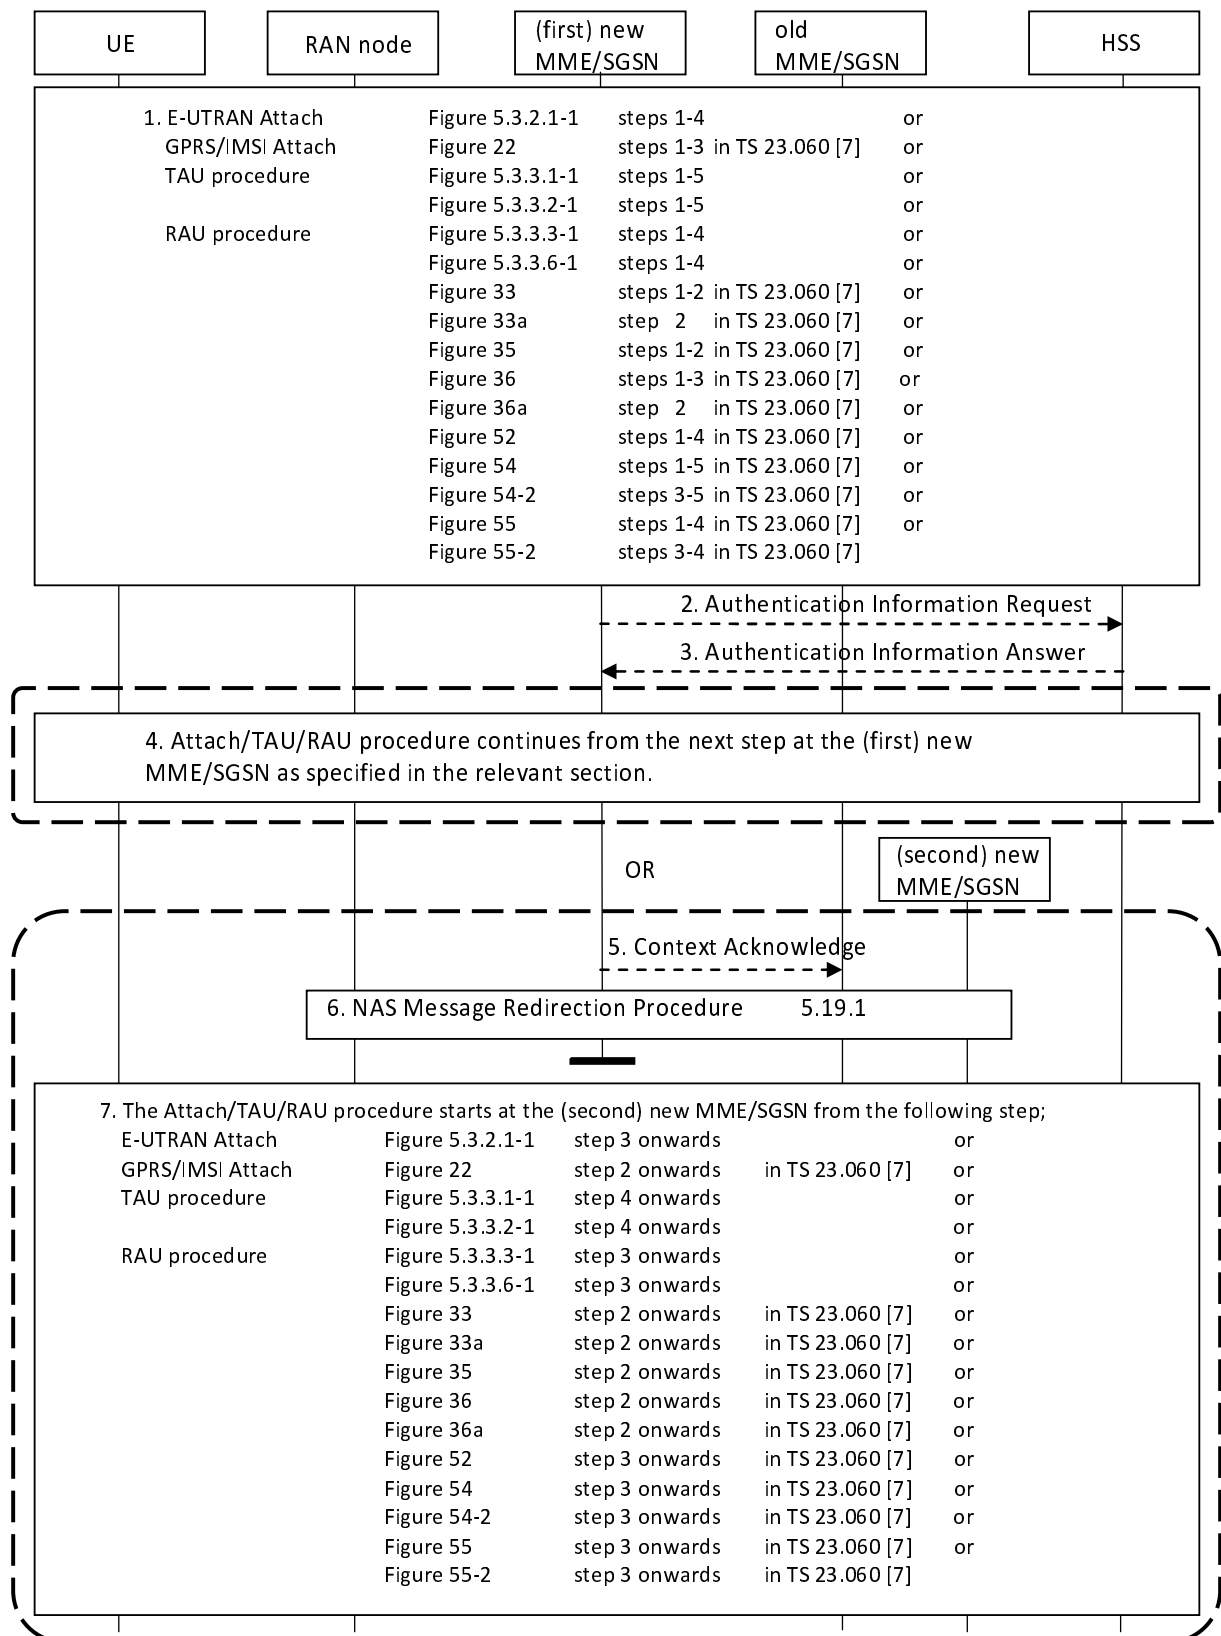 UE
RAN node
(first) new
MME/SGSN
old
MME/SGSN
HSS
1. E-UTRAN Attach Figure 5.3.2.1-1 steps 1-4 or
GPRS/IMSI Attach Figure 22 steps 1-3 in TS 23.060 [7] or
TAU procedure Figure 5.3.3.1-1 steps 1-5 or
Figure 5.3.3.2-1 steps 1-5 or
RAU procedure Figure 5.3.3.3-1 steps 1-4 or
Figure 5.3.3.6-1 steps 1-4 or
Figure 33 steps 1-2 in TS 23.060 [7] or
Figure 33a step 2 in TS 23.060 [7] or
Figure 35 steps 1-2 in TS 23.060 [7] or
Figure 36 steps 1-3 in TS 23.060 [7] or
Figure 36a step 2 in TS 23.060 [7] or
Figure 52 steps 1-4 in TS 23.060 [7] or
Figure 54 steps 1-5 in TS 23.060 [7] or
Figure 54-2 steps 3-5 in TS 23.060 [7] or
Figure 55 steps 1-4 in TS 23.060 [7] or
Figure 55-2 steps 3-4 in TS 23.060 [7]
2. Authentication Information Request
3. Authentication Information Answer
4. Attach/TAU/RAU procedure continues from the next step at the (first) new
MME/SGSN as specified in the relevant section.
OR
(second) new
MME/SGSN
5. Context Acknowledge
6. NAS Message Redirection Procedure 5.19.1
7. The Attach/TAU/RAU procedure starts at the (second) new MME/SGSN from the following step;
E-UTRAN Attach Figure 5.3.2.1-1 step 3 onwards or
GPRS/IMSI Attach Figure 22 step 2 onwards in TS 23.060 [7] or
TAU procedure Figure 5.3.3.1-1 step 4 onwards or
Figure 5.3.3.2-1 step 4 onwards or
RAU procedure Figure 5.3.3.3-1 step 3 onwards or
Figure 5.3.3.6-1 step 3 onwards or
Figure 33 step 2 onwards in TS 23.060 [7] or
Figure 33a step 2 onwards in TS 23.060 [7] or
Figure 35 step 2 onwards in TS 23.060 [7] or
Figure 36 step 2 onwards in TS 23.060 [7] or
Figure 36a step 2 onwards in TS 23.060 [7] or
Figure 52 step 3 onwards in TS 23.060 [7] or
Figure 54 step 3 onwards in TS 23.060 [7] or
Figure 54-2 step 3 onwards in TS 23.060 [7] or
Figure 55 step 3 onwards in TS 23.060 [7] or
Figure 55-2 step 3 onwards in TS 23.060 [7]